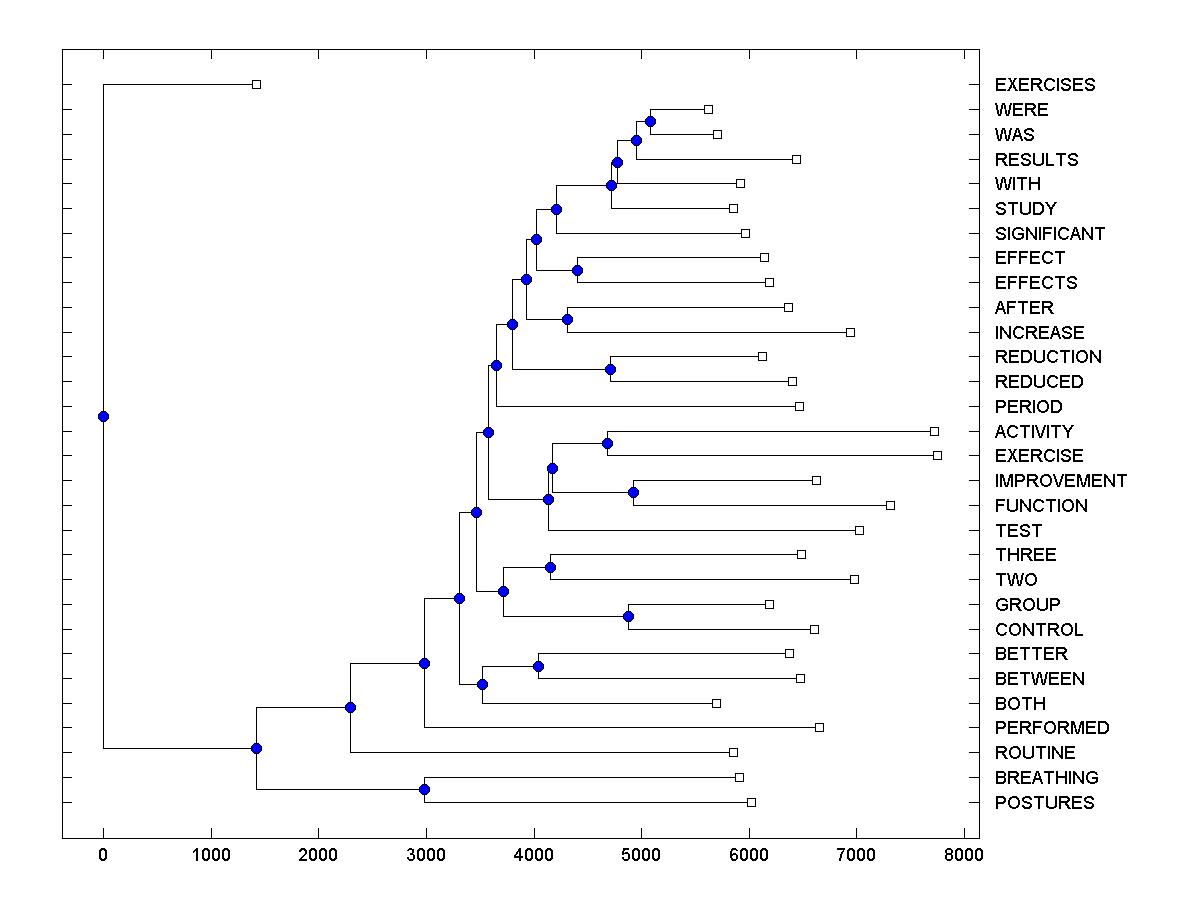 EXERCISES
WERE
WAS
RESULTS
WITH
STUDY
SIGNIFICANT
EFFECT
EFFECTS
AFTER
INCREASE
REDUCTION
REDUCED
PERIOD
ACTIVITY
EXERCISE
IMPROVEMENT
FUNCTION
TEST
THREE
TWO
GROUP
CONTROL
BETTER
BETWEEN
BOTH
PERFORMED
ROUTINE
BREATHING
POSTURES
0 1000 2000 3000 4000 5000 6000 7000 8000